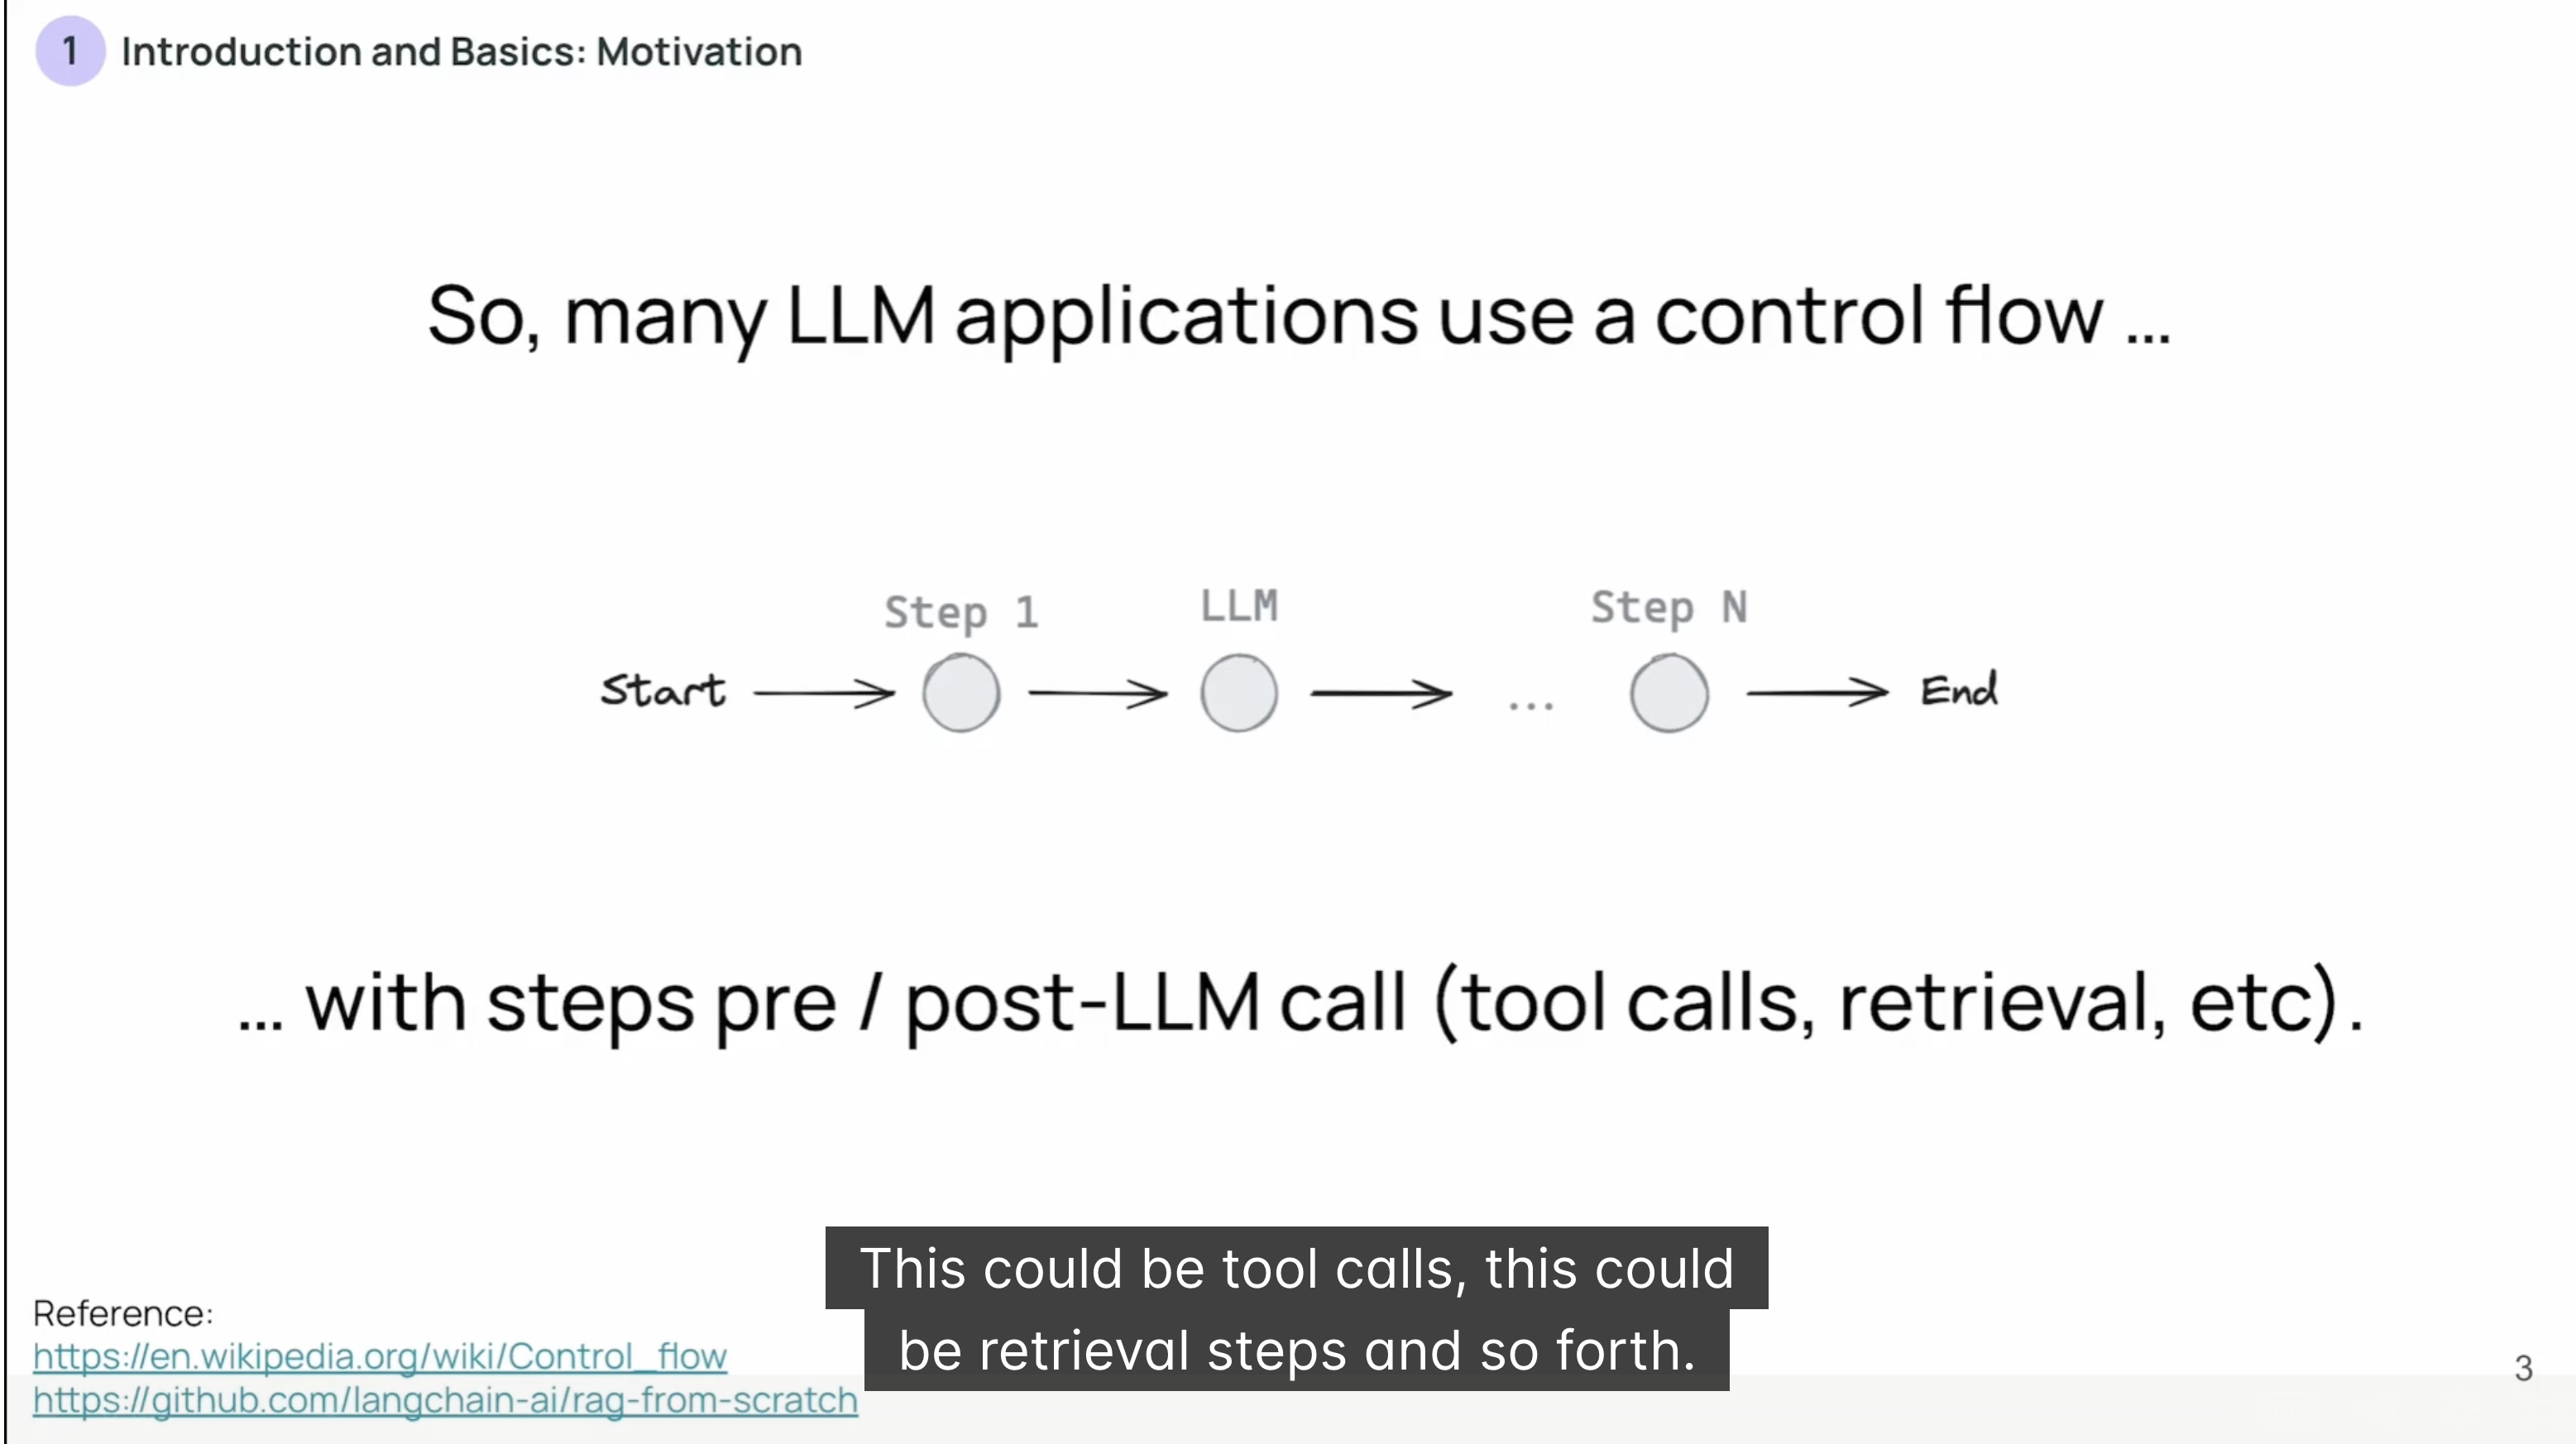 1 Introduction and Basics: Motivation
So, many LLM applications use a control flow ...
Step 1 LLM Step N
Start ... End
... with steps pre / post-LLM call (tool calls, retrieval, etc).
This could be tool calls, this could
be retrieval steps and so forth.
Reference:
https://en.wikipedia.org/wiki/Control_flow
https://github.com/langchain-ai/rag-from-scratch
3